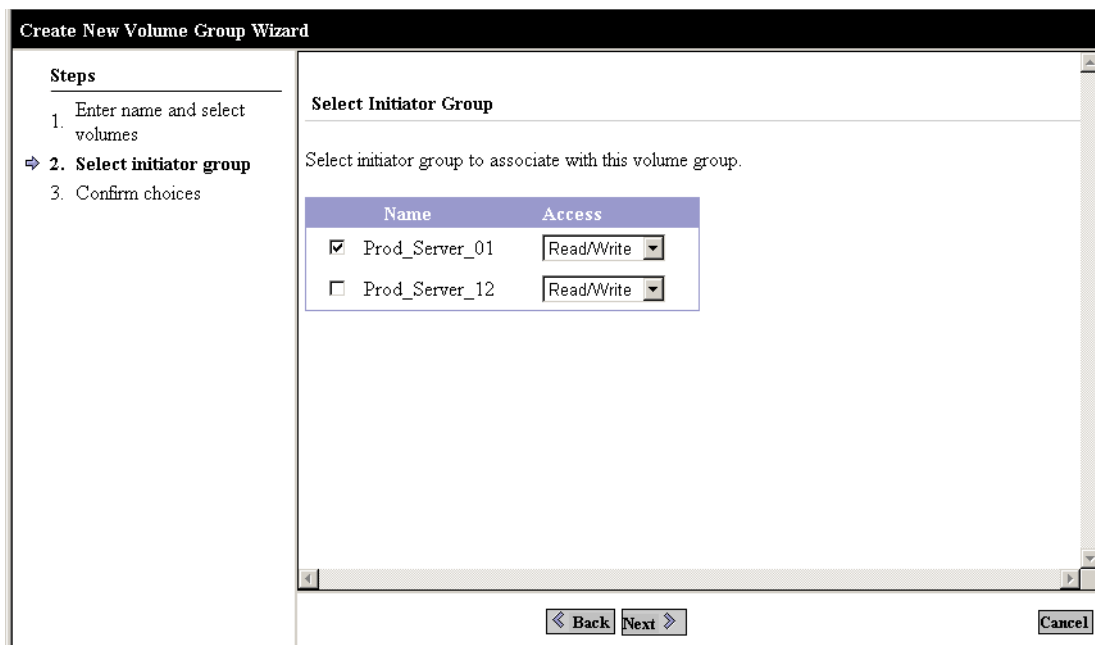 Create New Volume Group Wizard
Steps
1. Enter name and select
volumes
2. Select initiator group
3. Confirm choices
Select Initiator Group
Select initiator group to associate with this volume group.
Name Access
Prod_Server_01 Read/Write
Prod_Server_12 Read/Write
Back Next Cancel